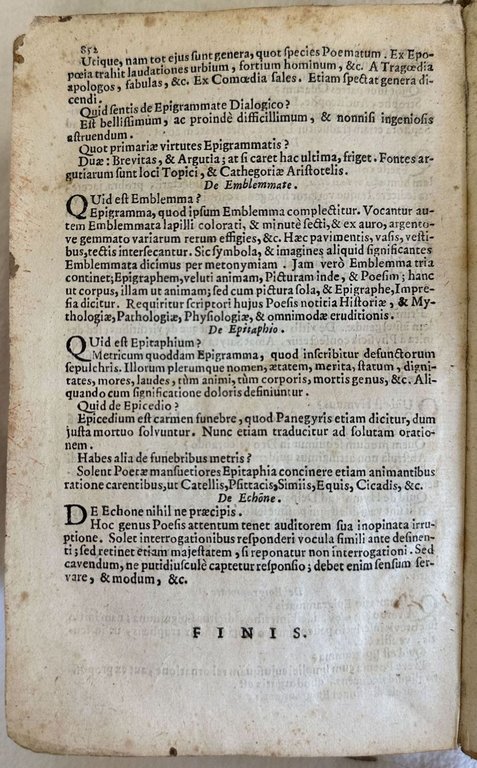 852
Utique, nam tot ejus sunt genera, quot species Poematum. Ex Epo-
pœia trahit laudationes urbium, fortium hominum, &c. A Tragœdia
apologos, fabulas, &c. Ex Comœdia sales. Etiam spectat genera di-
cendi.
Quid sentis de Epigrammate Dialogico?
Est bellissimum, ac proindè difficillimum, & nonnisi ingeniosis
astruendum.
Quot primariæ virtutes Epigrammatis?
Duæ: Brevitas, & Argutia; at si caret hac ultima, friget. Fontes ar-
gutiarum sunt loci Topici, & Cathegoriæ Aristotelis.
De Emblemmate.
QUid est Emblemma?
Epigramma, quod ipsum Emblemma complectitur. Vocantur au-
tem Emblemmata lapilli colorati, & minutè secti, & ex auro, argento-
ve gemmato variarum rerum effigies, &c. Hæc pavimentis, vasis, vesti-
bus, tectis intersecantur. Sic symbola, & imagines aliquid significantes
Emblemmata dicimus per metonymiam. Jam verò Emblemma tria
continet; Epigraphem, veluti animam, Picturam inde, & Poesim; hanc
ut corpus, illam ut animam; sed cum pictura sola, & Epigraphe, Impre-
sia dicitur. Requiritur scriptori hujus Poesis notitia Historiæ, & My-
thologiæ, Pathologiæ, Physiologiæ, & omnimodæ eruditionis.
De Epitaphio.
QUid est Epitaphium?
Metricum quoddam Epigramma, quod inscribitur defunctorum
sepulchris. Illorum plerumque nomen, ætatem, merita, statum, digni-
tates, mores, laudes, tùm animi, tùm corporis, mortis genus, &c. Ali-
quando cum significatione doloris definiuntur.
Quid de Epicedio?
Epicedium est carmen funebre, quod Panegyris etiam dicitur, dum
justa mortuo solvuntur. Nunc etiam traducitur ad solutam oratio-
nem.
Habes alia de funebribus metris?
Solent Poetæ mansuetiores Epitaphia concinere etiam animantibus
ratione carentibus, ut Catellis, Psittacis, Simiis, Equis, Cicadis, &c.
De Echône.
DE Echone nihil ne præcipis.
Hoc genus Poesis attentum tenet auditorem sua inopinata irru-
ptione. Solet interrogationibus responderi vocula simili ante desinen-
ti; sed retinet etiam majestatem, si reponatur non interrogationi. Sed
cavendum, ne putidiusculè captetur responsio; debet enim sensum ser-
vare, & modum, &c.
FINIS.